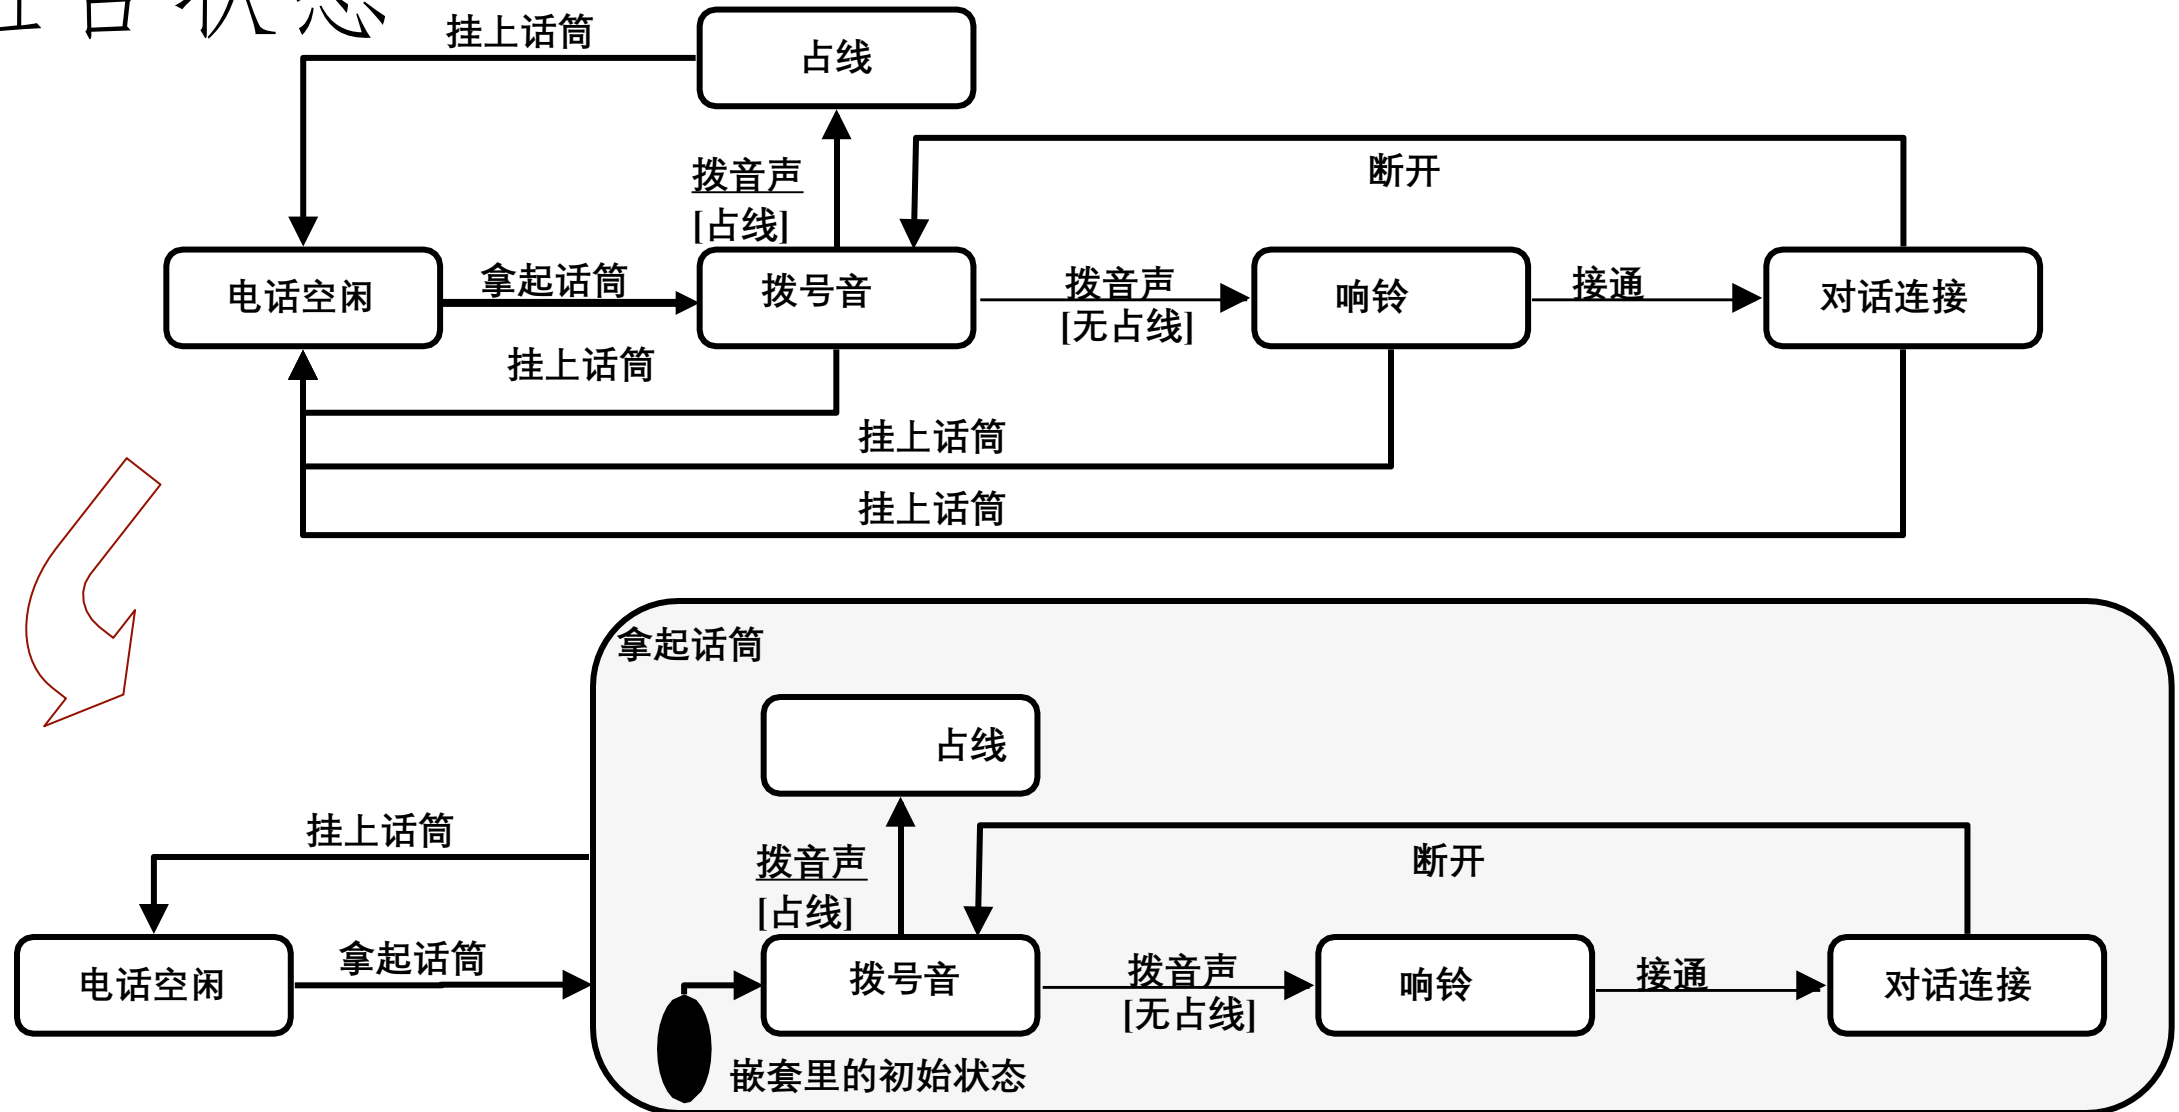 合状态
挂上话筒
占线
拨音声
[占线]
断开
电话空闲
拿起话筒
拨号音
拨音声
[无占线]
响铃
接通
对话连接
挂上话筒
挂上话筒
挂上话筒
拿起话筒
占线
挂上话筒
拨音声
[占线]
断开
电话空闲
拿起话筒
拨号音
拨音声
[无占线]
响铃
接通
对话连接
嵌套里的初始状态